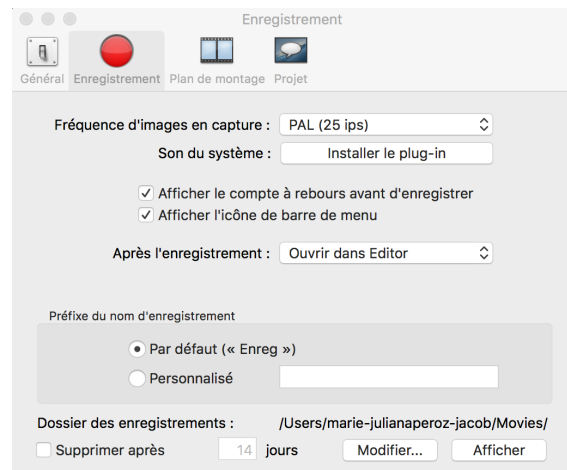 Enregistrement
Général Enregistrement Plan de montage Projet
Fréquence d'images en capture : PAL (25 ips)
Son du système : Installer le plug-in
Afficher le compte à rebours avant d'enregistrer
Afficher l'icône de barre de menu
Après l'enregistrement : Ouvrir dans Editor
Préfixe du nom d'enregistrement
Par défaut (« Enreg »)
Personnalisé
Dossier des enregistrements : /Users/marie-julianaperoz-jacob/Movies/
Supprimer après 14 jours Modifier... Afficher